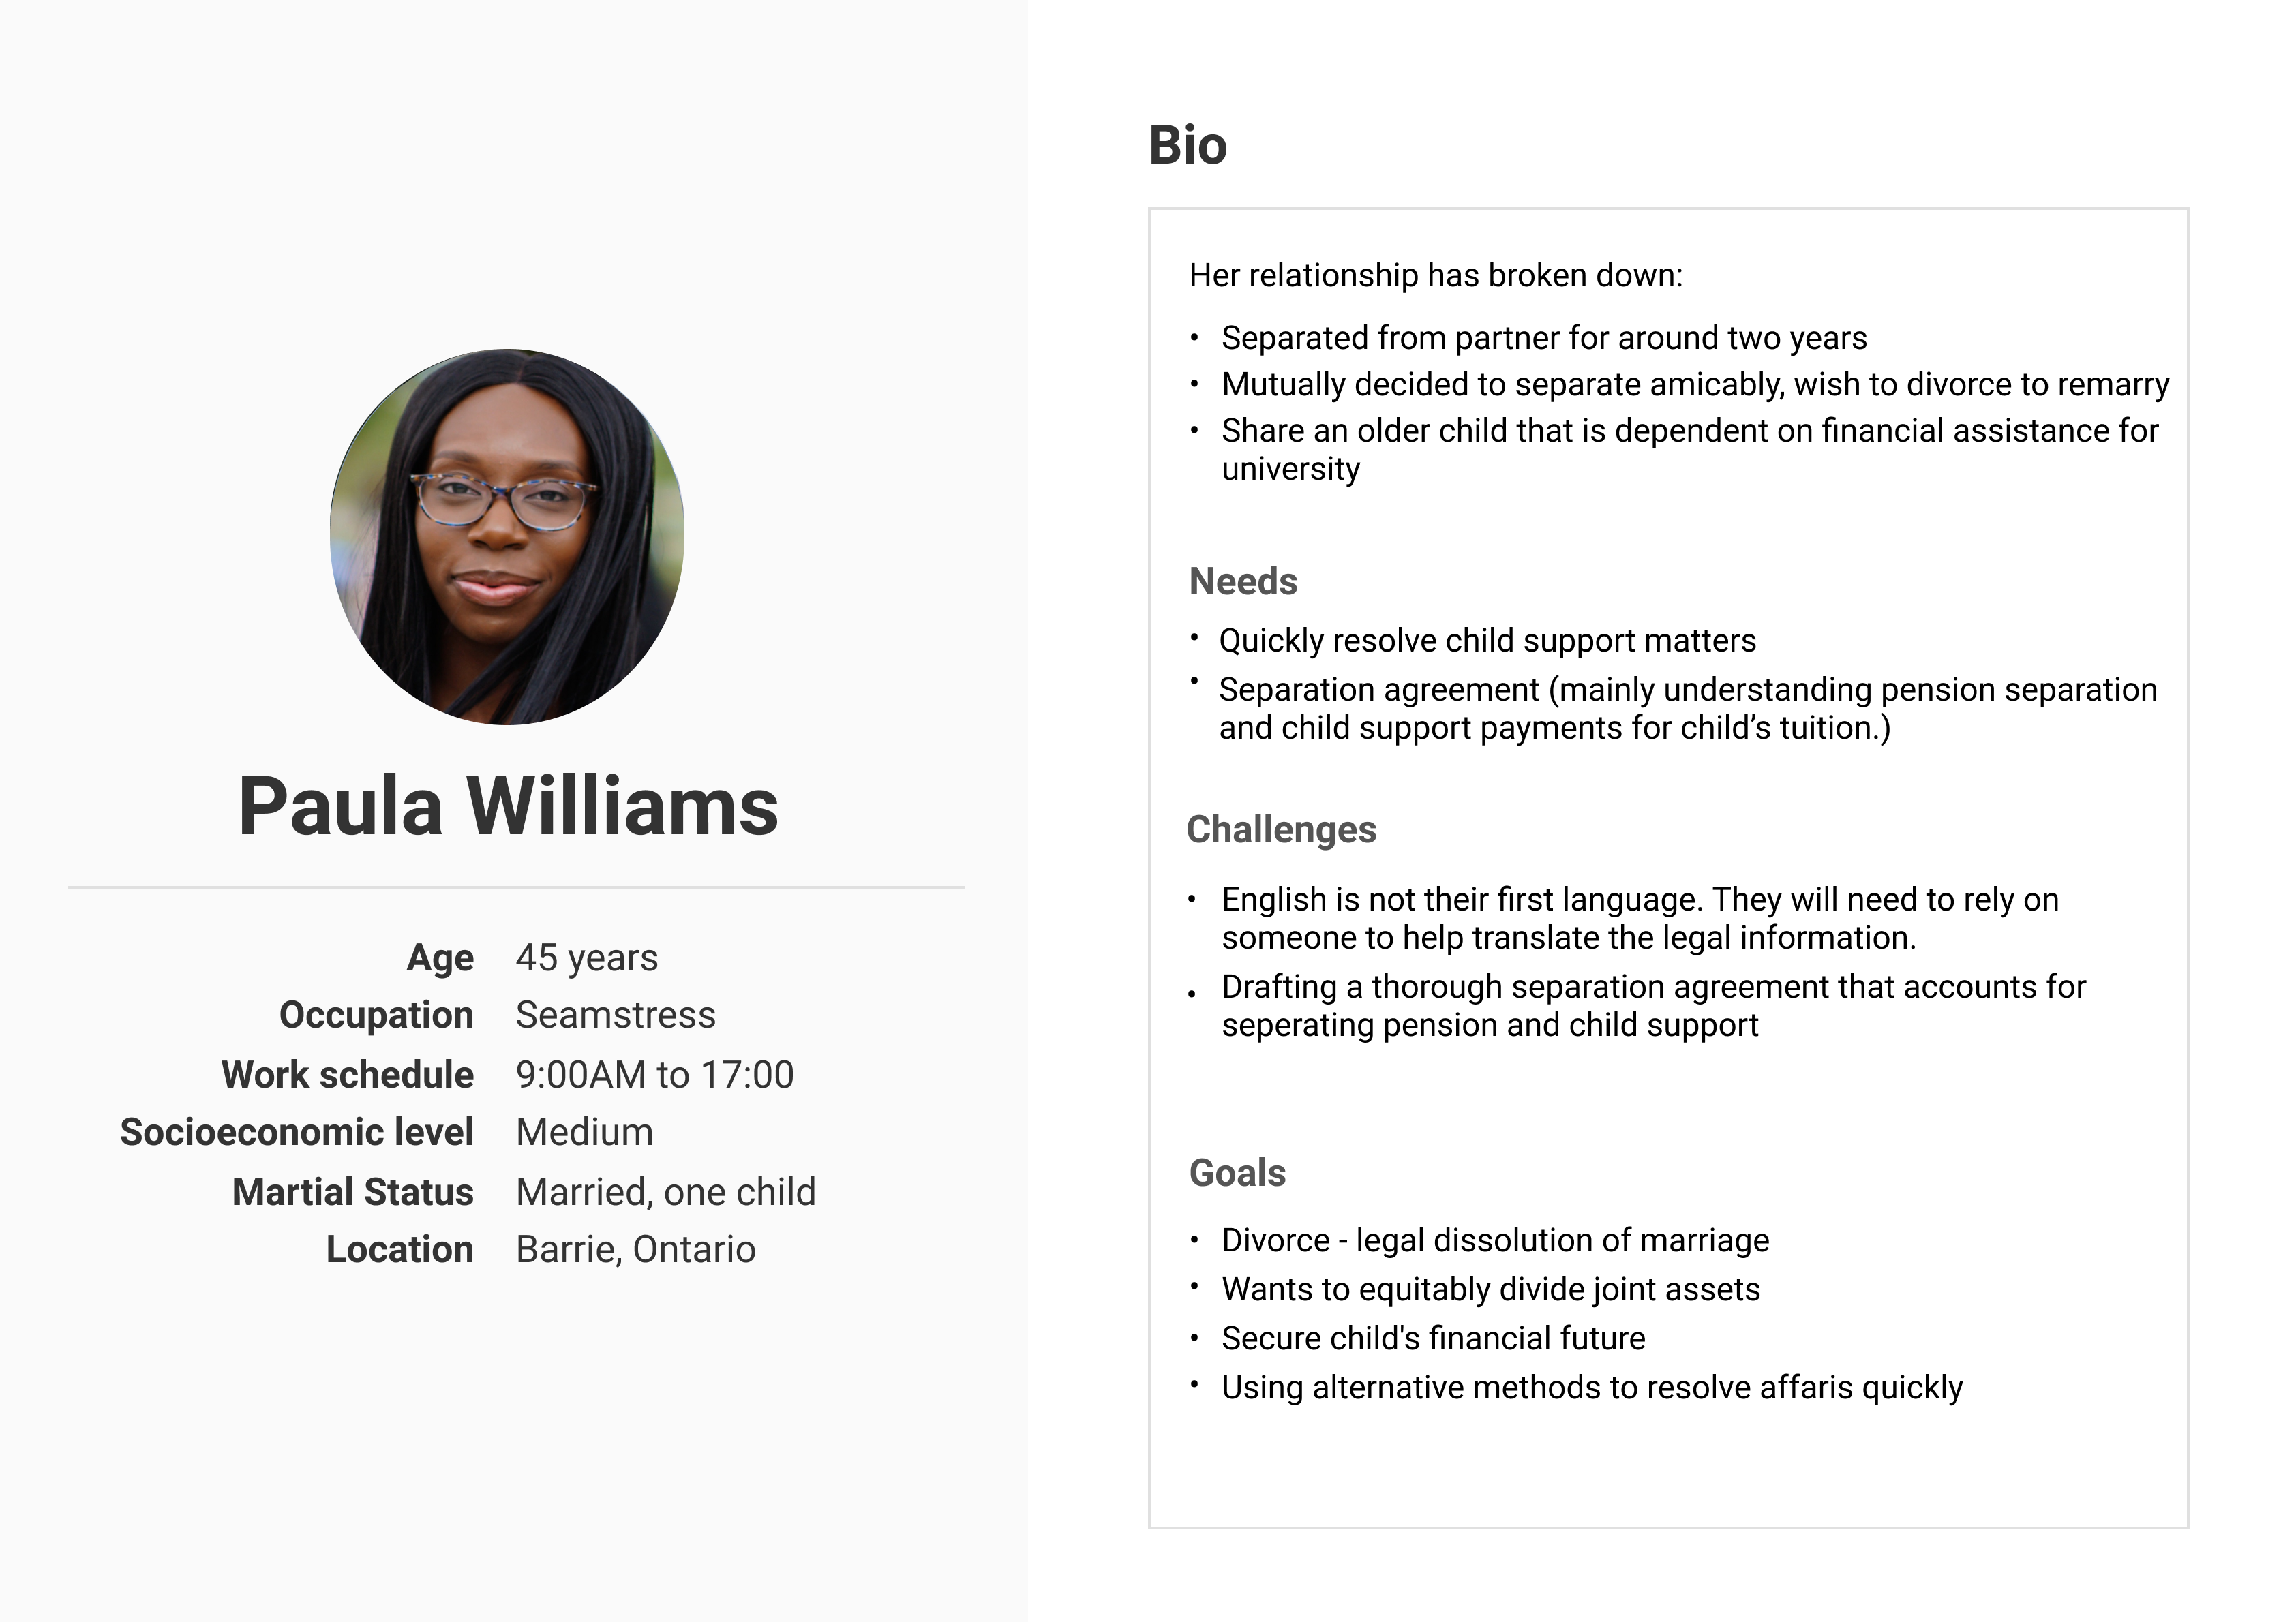 Paula Williams
Age 45 years
Occupation Seamstress
Work schedule 9:00AM to 17:00
Socioeconomic level Medium
Martial Status Married, one child
Location Barrie, Ontario
Bio
Her relationship has broken down:
• Separated from partner for around two years
• Mutually decided to separate amicably, wish to divorce to remarry
• Share an older child that is dependent on financial assistance for
university
Needs
• Quickly resolve child support matters
• Separation agreement (mainly understanding pension separation
and child support payments for child’s tuition.)
Challenges
• English is not their first language. They will need to rely on
someone to help translate the legal information.
• Drafting a thorough separation agreement that accounts for
seperating pension and child support
Goals
• Divorce - legal dissolution of marriage
• Wants to equitably divide joint assets
• Secure child's financial future
• Using alternative methods to resolve affaris quickly